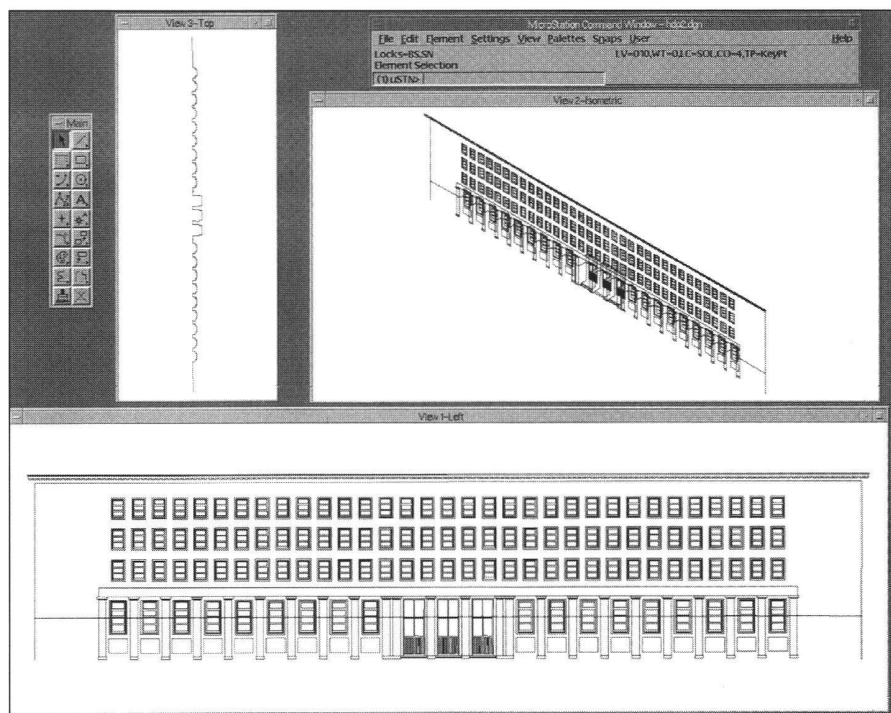 View 3-Top
MicroStation Command Window - hdo2.dgn
File Edit Element Settings View Palettes Snaps User Help
Locks=BS,SN LV=010,WT=0,LC=SOL,CO=4,TP=KeyPt
Element Selection
(1) uSTN>
View 2-Isometric
Main
A
View 1-Left